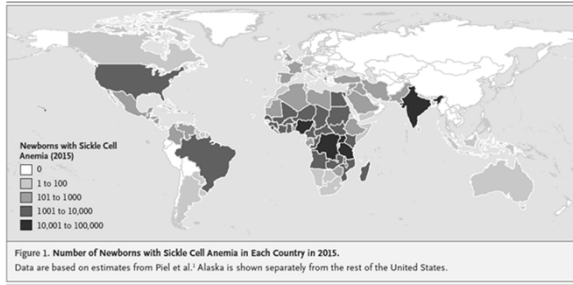 Newborns with Sickle Cell
Anemia (2015)
0
1 to 100
101 to 1000
1001 to 10,000
10,001 to 100,000
Figure 1. Number of Newborns with Sickle Cell Anemia in Each Country in 2015.
Data are based on estimates from Piel et al.¹ Alaska is shown separately from the rest of the United States.